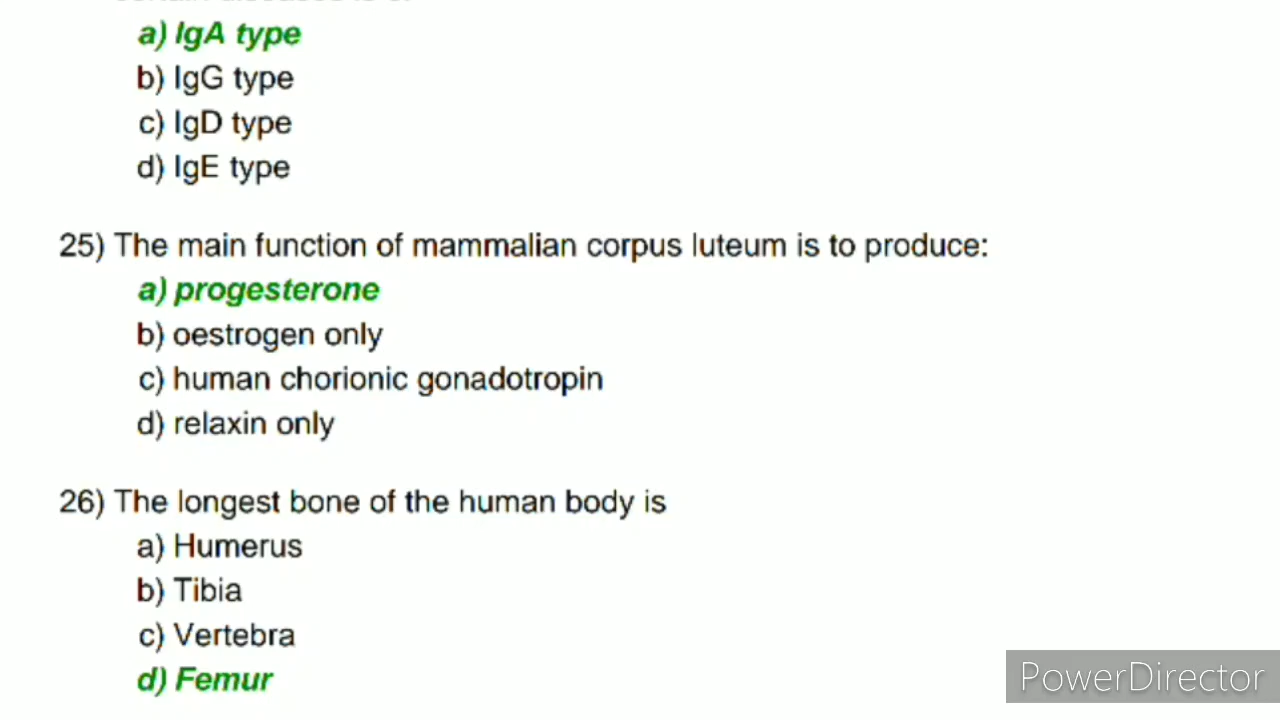 a) IgA type
b) IgG type
c) IgD type
d) IgE type
25) The main function of mammalian corpus luteum is to produce:
a) progesterone
b) oestrogen only
c) human chorionic gonadotropin
d) relaxin only
26) The longest bone of the human body is
a) Humerus
b) Tibia
c) Vertebra
d) Femur
PowerDirector